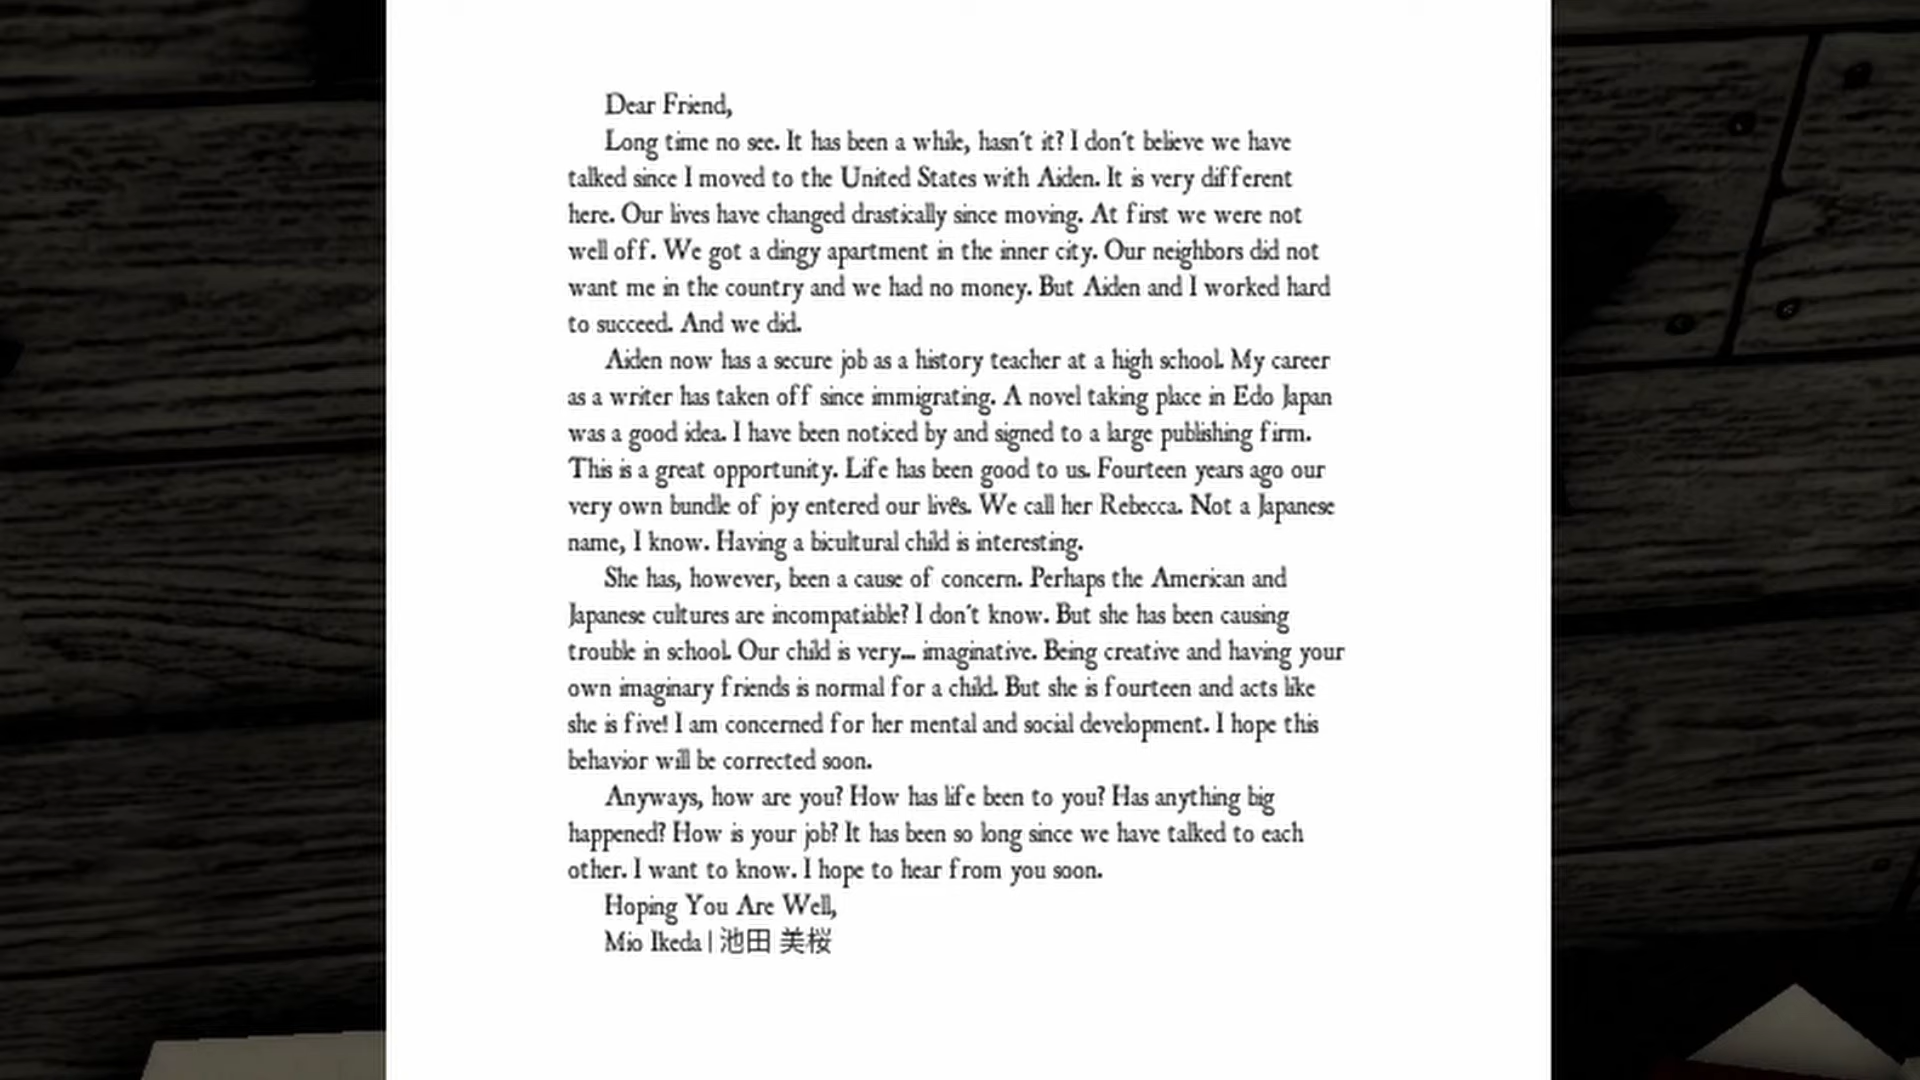 Dear Friend,
Long time no see. It has been a while, hasn't it? I don't believe we have
talked since I moved to the United States with Aiden. It is very different
here. Our lives have changed drastically since moving. At first we were not
well off. We got a dingy apartment in the inner city. Our neighbors did not
want me in the country and we had no money. But Aiden and I worked hard
to succeed. And we did.
Aiden now has a secure job as a history teacher at a high school. My career
as a writer has taken off since immigrating. A novel taking place in Edo Japan
was a good idea. I have been noticed by and signed to a large publishing firm.
This is a great opportunity. Life has been good to us. Fourteen years ago our
very own bundle of joy entered our lives. We call her Rebecca. Not a Japanese
name, I know. Having a bicultural child is interesting.
She has, however, been a cause of concern. Perhaps the American and
Japanese cultures are incompatiable? I don't know. But she has been causing
trouble in school. Our child is very... imaginative. Being creative and having your
own imaginary friends is normal for a child. But she is fourteen and acts like
she is five! I am concerned for her mental and social development. I hope this
behavior will be corrected soon.
Anyways, how are you? How has life been to you? Has anything big
happened? How is your job? It has been so long since we have talked to each
other. I want to know. I hope to hear from you soon.
Hoping You Are Well,
Mio Ikeda | 池田 美桜